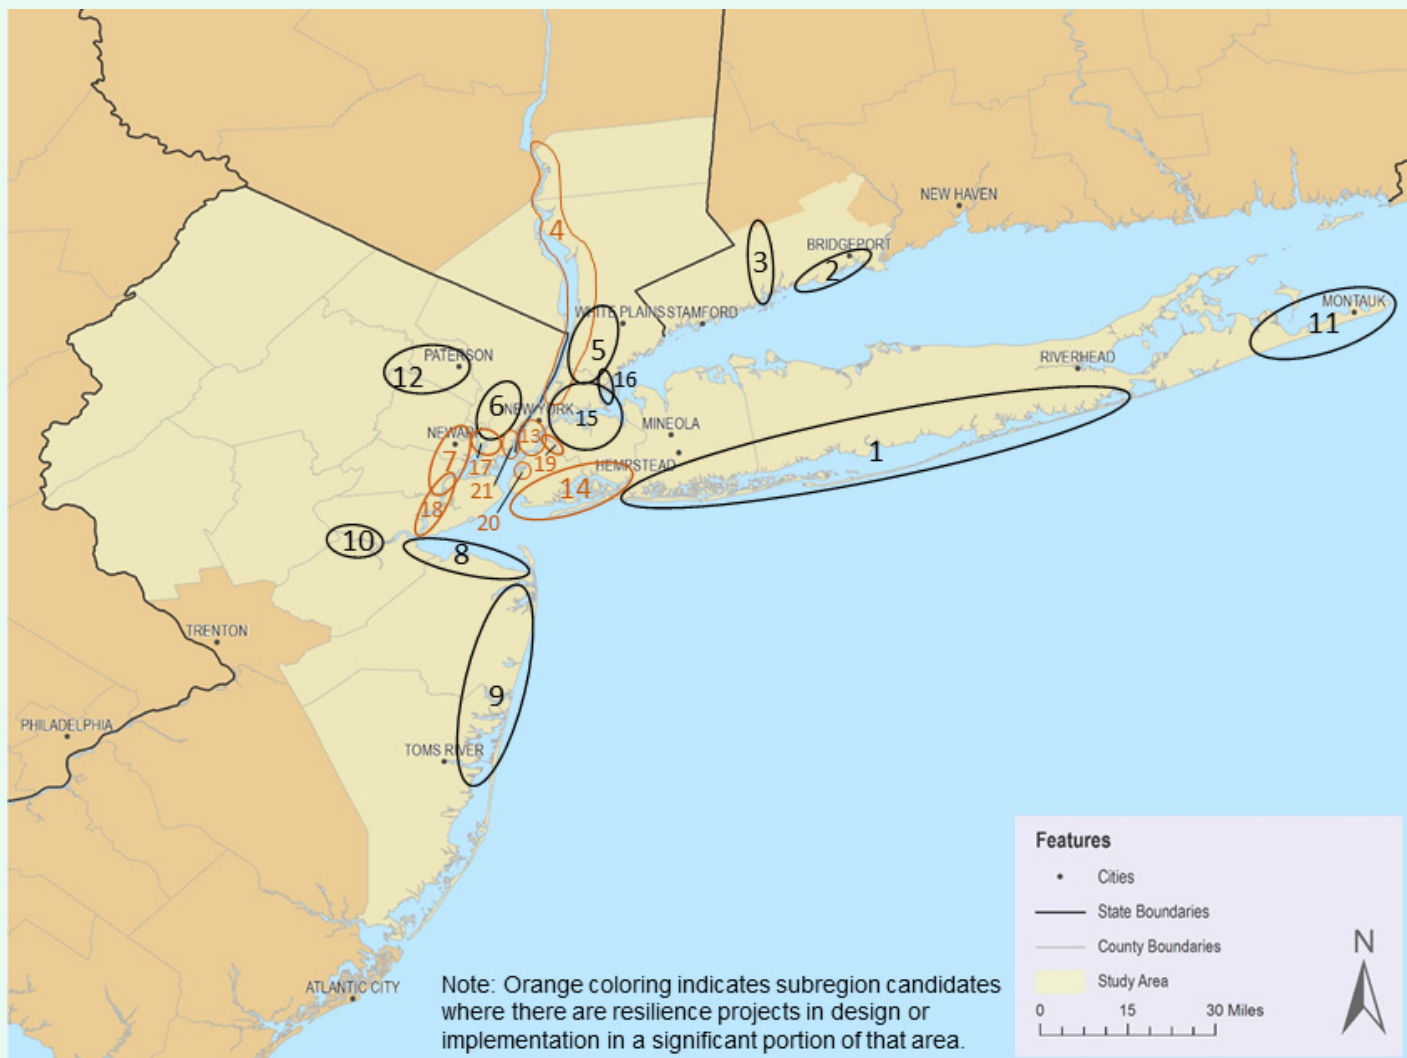 NEW HAVEN
4
BRIDGEPORT
3
2
MONTAUK
11
WHITE PLAINS
STAMFORD
5
PATERSON
12
RIVERHEAD
16
6
NEW YORK
15
MINEOLA
NEWARK
13
7
17
19
HEMPSTEAD
1
21
14
18
20
10
8
TRENTON
9
PHILADELPHIA
TOMS RIVER
ATLANTIC CITY
Note: Orange coloring indicates subregion candidates
where there are resilience projects in design or
implementation in a significant portion of that area.
Features
Cities
State Boundaries
County Boundaries
Study Area
0 15 30 Miles
N